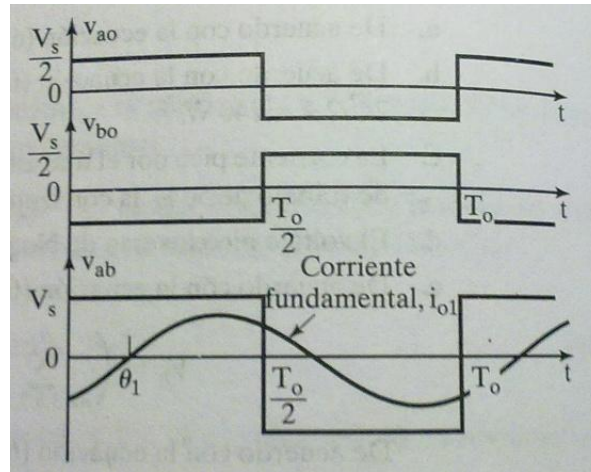 v_ao
V_s
2
0
t
v_bo
V_s
2
0
T_o
2
T_o
t
v_ab
Corriente
fundamental, i_o1
V_s
0
θ_1
T_o
2
T_o
t